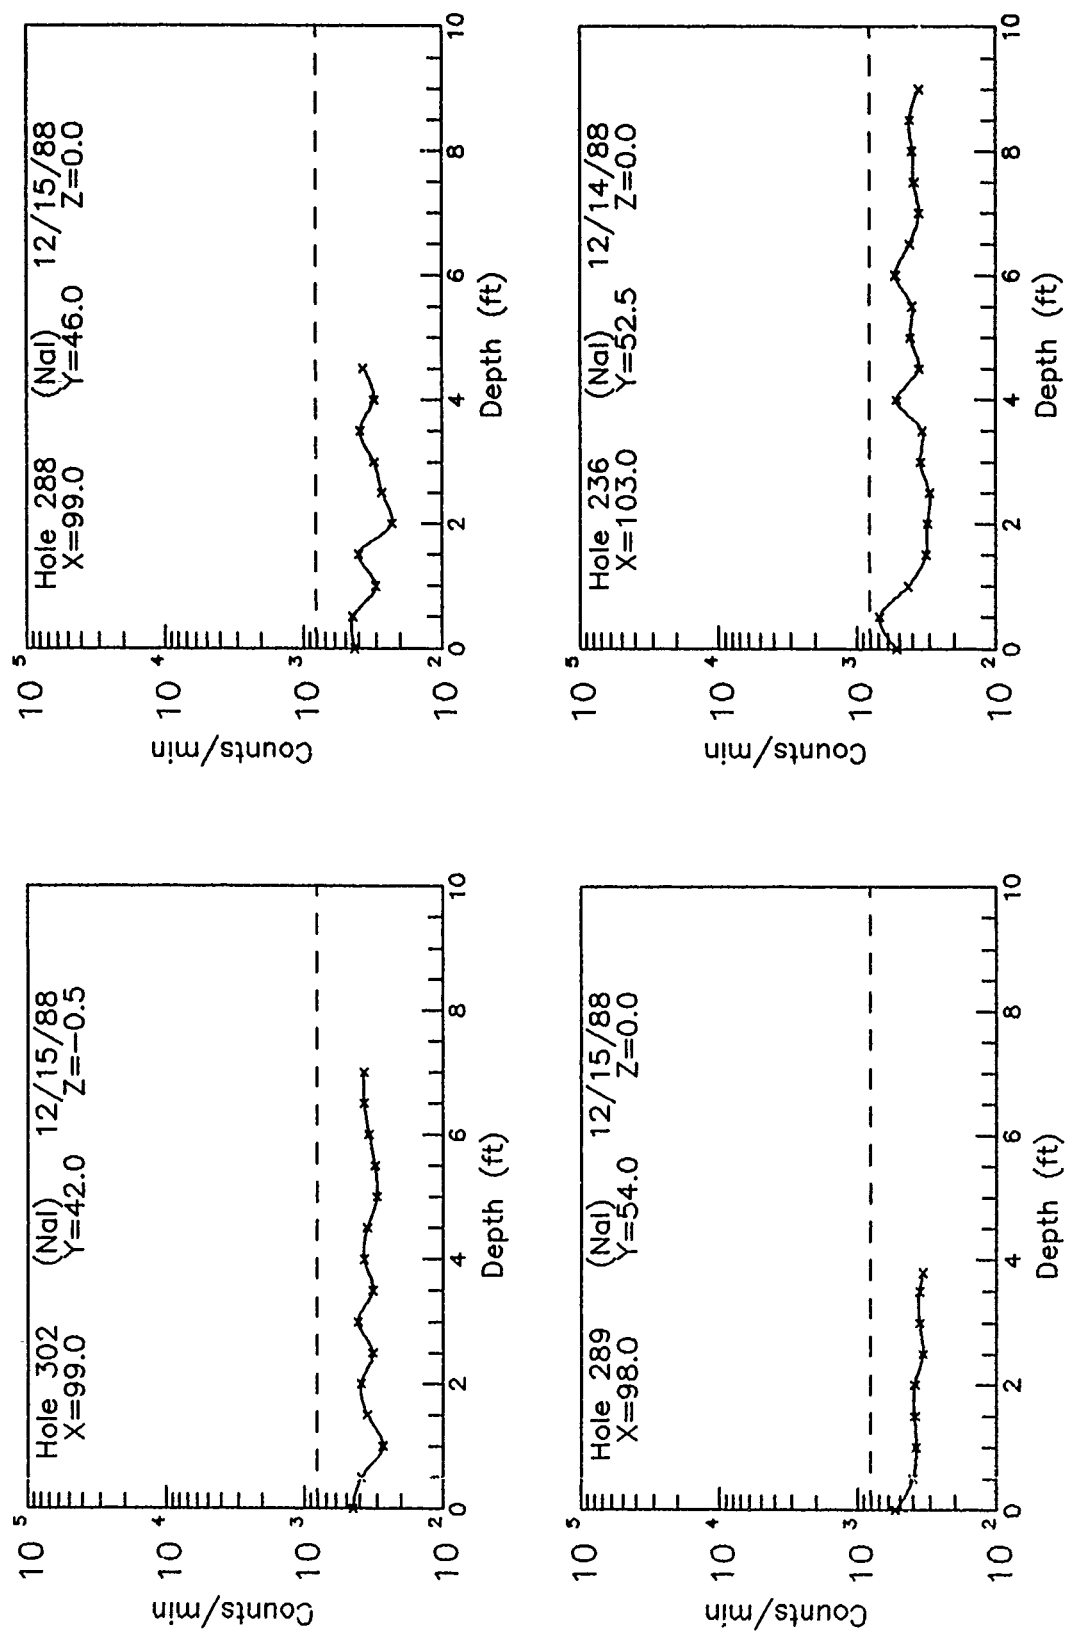 Hole 302 (NaI) 12/15/88
X=99.0 Y=42.0 Z=−0.5
10^5
10^4
10^3
10^2
Counts/min
0 2 4 6 8 10
Depth (ft)
Hole 288 (NaI) 12/15/88
X=99.0 Y=46.0 Z=0.0
10^5
10^4
10^3
10^2
Counts/min
0 2 4 6 8 10
Depth (ft)
Hole 289 (NaI) 12/15/88
X=98.0 Y=54.0 Z=0.0
10^5
10^4
10^3
10^2
Counts/min
0 2 4 6 8 10
Depth (ft)
Hole 236 (NaI) 12/14/88
X=103.0 Y=52.5 Z=0.0
10^5
10^4
10^3
10^2
Counts/min
0 2 4 6 8 10
Depth (ft)